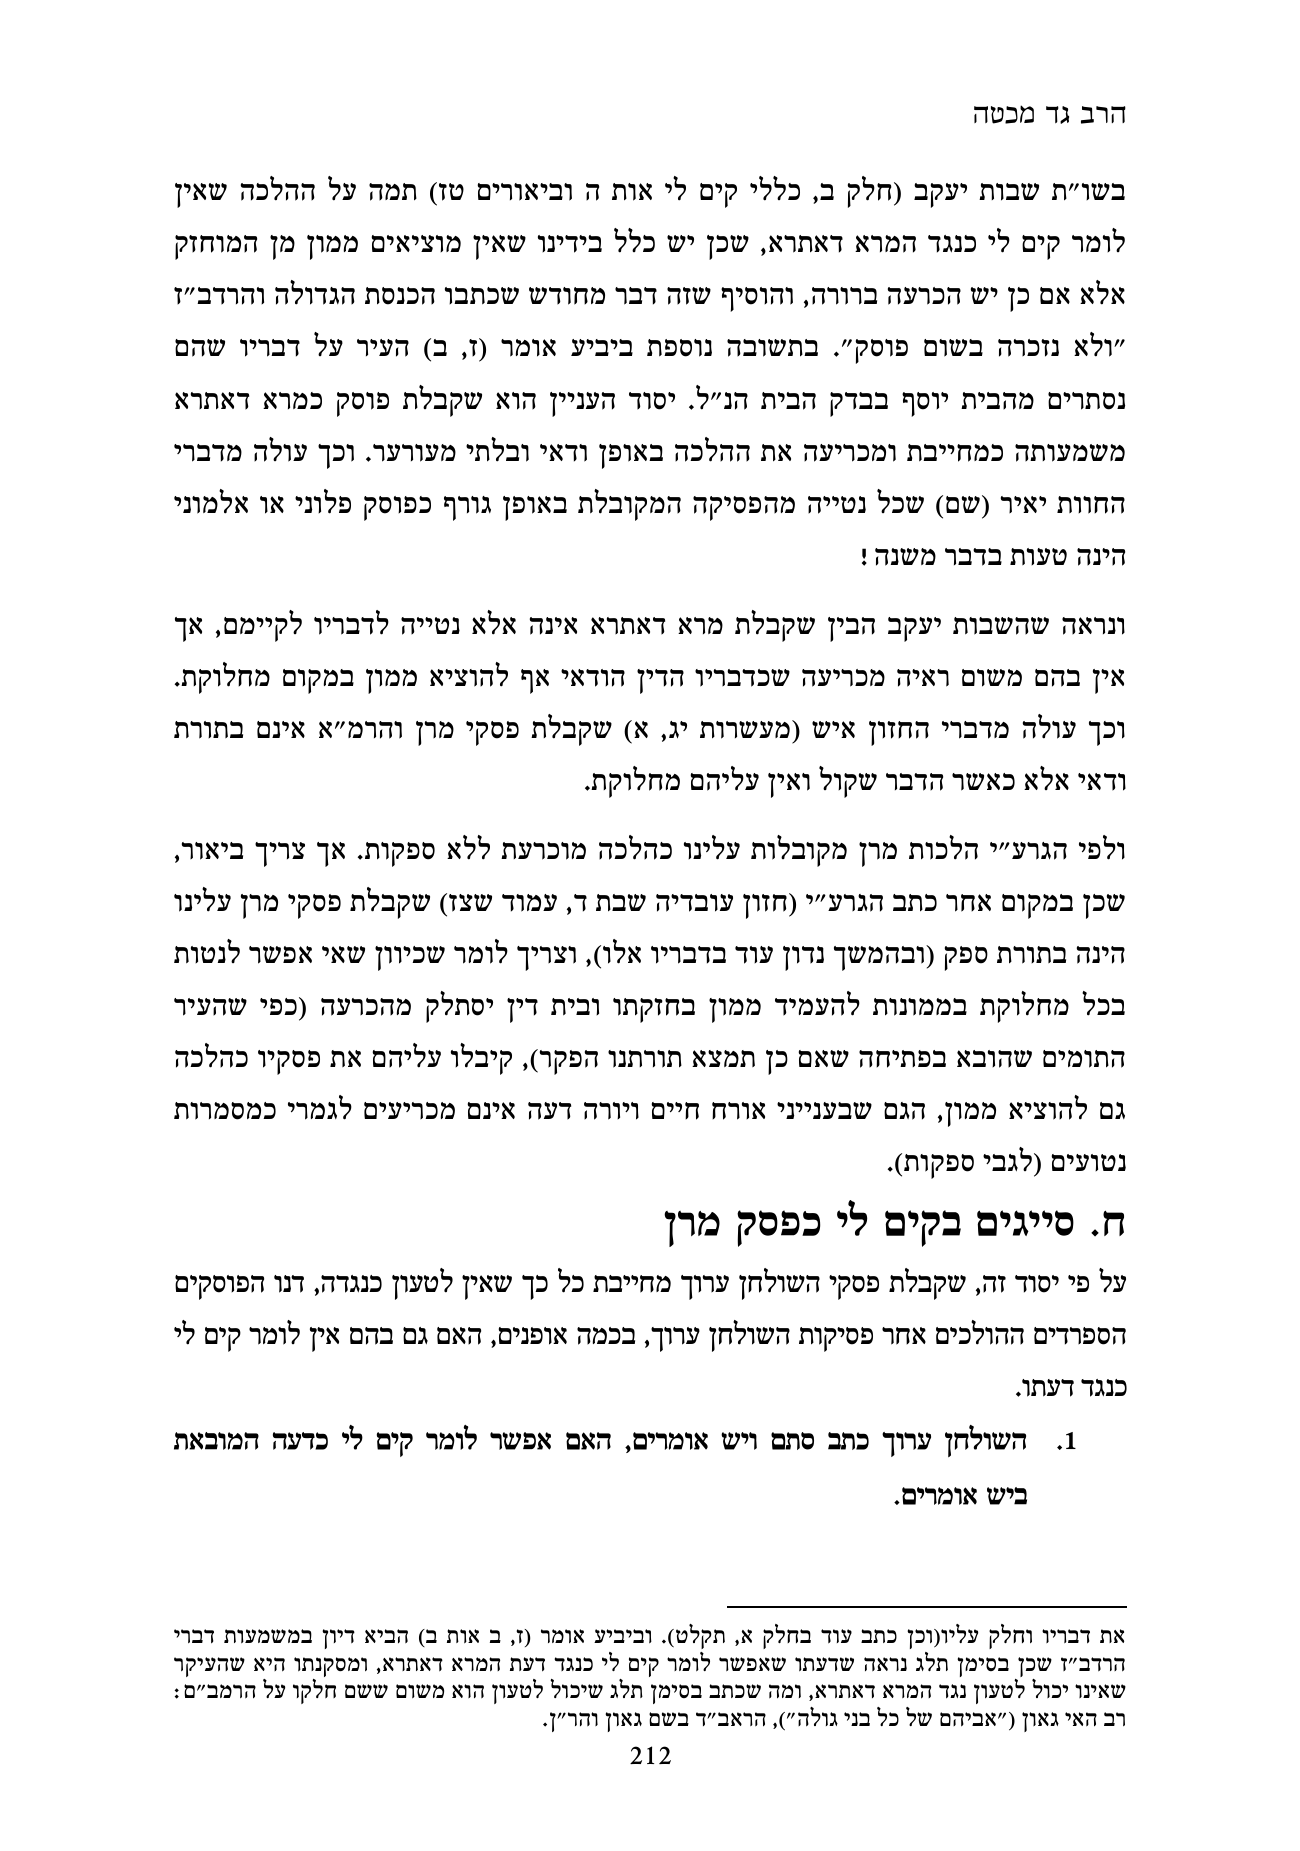 הרב גד מכטה
בשו״ת שבות יעקב (חלק ב, כללי קים לי אות ה וביאורים טז) תמה על ההלכה שאין
לומר קים לי כנגד המרא דאתרא, שכן יש כלל בידינו שאין מוציאים ממון מן המוחזק
אלא אם כן יש הכרעה ברורה, והוסיף שזה דבר מחודש שכתבו הכנסת הגדולה והרדב״ז
״ולא נזכרה בשום פוסק״. בתשובה נוספת ביביע אומר (ז, ב) העיר על דבריו שהם
נסתרים מהבית יוסף בבדק הבית הנ״ל. יסוד העניין הוא שקבלת פוסק כמרא דאתרא
משמעותה כמחייבת ומכריעה את ההלכה באופן ודאי ובלתי מעורער. וכך עולה מדברי
החוות יאיר (שם) שכל נטייה מהפסיקה המקובלת באופן גורף כפוסק פלוני או אלמוני
הינה טעות בדבר משנה!
ונראה שהשבות יעקב הבין שקבלת מרא דאתרא אינה אלא נטייה לדבריו לקיימם, אך
אין בהם משום ראיה מכריעה שכדבריו הדין הודאי אף להוציא ממון במקום מחלוקת.
וכך עולה מדברי החזון איש (מעשרות יג, א) שקבלת פסקי מרן והרמ״א אינם בתורת
ודאי אלא כאשר הדבר שקול ואין עליהם מחלוקת.
ולפי הגרע״י הלכות מרן מקובלות עלינו כהלכה מוכרעת ללא ספקות. אך צריך ביאור,
שכן במקום אחר כתב הגרע״י (חזון עובדיה שבת ד, עמוד שצז) שקבלת פסקי מרן עלינו
הינה בתורת ספק (ובהמשך נדון עוד בדבריו אלו), וצריך לומר שכיוון שאי אפשר לנטות
בכל מחלוקת בממונות להעמיד ממון בחזקתו ובית דין יסתלק מהכרעה (כפי שהעיר
התומים שהובא בפתיחה שאם כן תמצא תורתנו הפקר), קיבלו עליהם את פסקיו כהלכה
גם להוציא ממון, הגם שבענייני אורח חיים ויורה דעה אינם מכריעים לגמרי כמסמרות
נטועים (לגבי ספקות).
ח. סייגים בקים לי כפסק מרן
על פי יסוד זה, שקבלת פסקי השולחן ערוך מחייבת כל כך שאין לטעון כנגדה, דנו הפוסקים
הספרדים ההולכים אחר פסיקות השולחן ערוך, בכמה אופנים, האם גם בהם אין לומר קים לי
כנגד דעתו.
1. השולחן ערוך כתב סתם ויש אומרים, האם אפשר לומר קים לי כדעה המובאת
ביש אומרים.
את דבריו וחלק עליו(וכן כתב עוד בחלק א, תקלט). וביביע אומר (ז, ב אות ב) הביא דיון במשמעות דברי
הרדב״ז שכן בסימן תלג נראה שדעתו שאפשר לומר קים לי כנגד דעת המרא דאתרא, ומסקנתו היא שהעיקר
שאינו יכול לטעון נגד המרא דאתרא, ומה שכתב בסימן תלג שיכול לטעון הוא משום ששם חלקו על הרמב״ם:
רב האי גאון (״אביהם של כל בני גולה״), הראב״ד בשם גאון והר״ן.
212